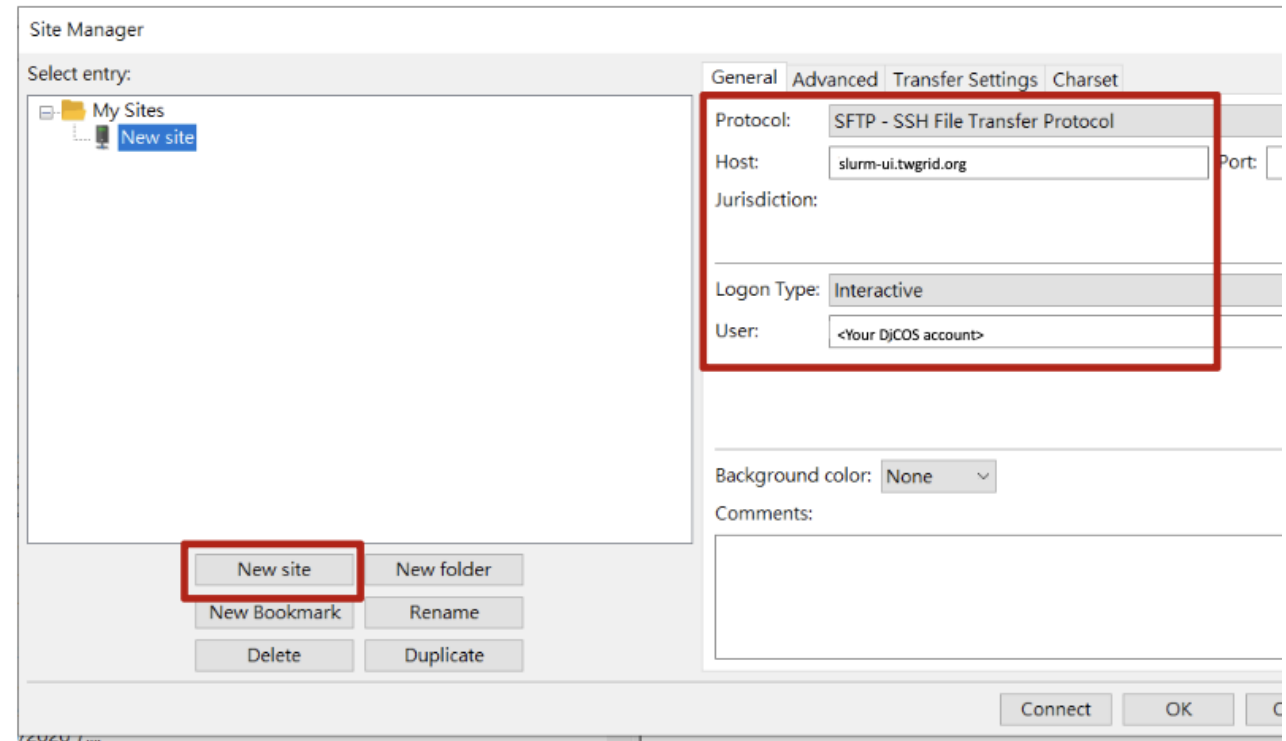 Site Manager
Select entry:
My Sites
New site
New site
New folder
New Bookmark
Rename
Delete
Duplicate
General Advanced Transfer Settings Charset
Protocol: SFTP - SSH File Transfer Protocol
Host: slurm-ui.twgrid.org Port:
Jurisdiction:
Logon Type: Interactive
User: <Your DjCOS account>
Background color: None
Comments:
Connect OK